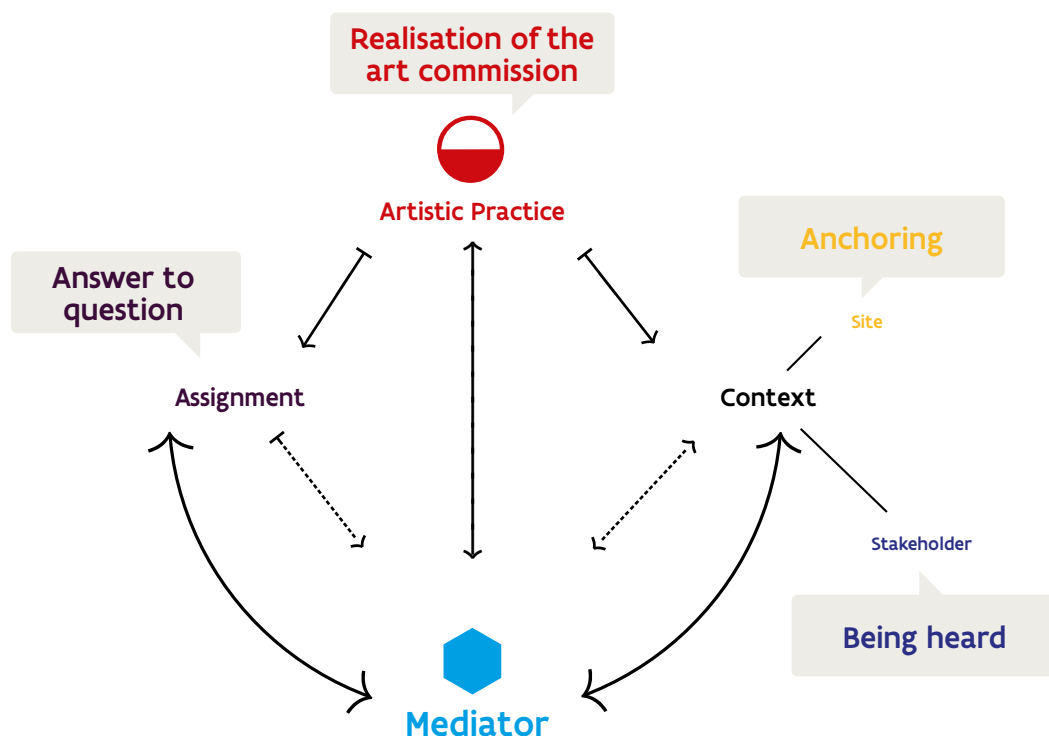 Realisation of the
art commission
Artistic Practice
Anchoring
Answer to
question
Site
Assignment
Context
Stakeholder
Being heard
Mediator